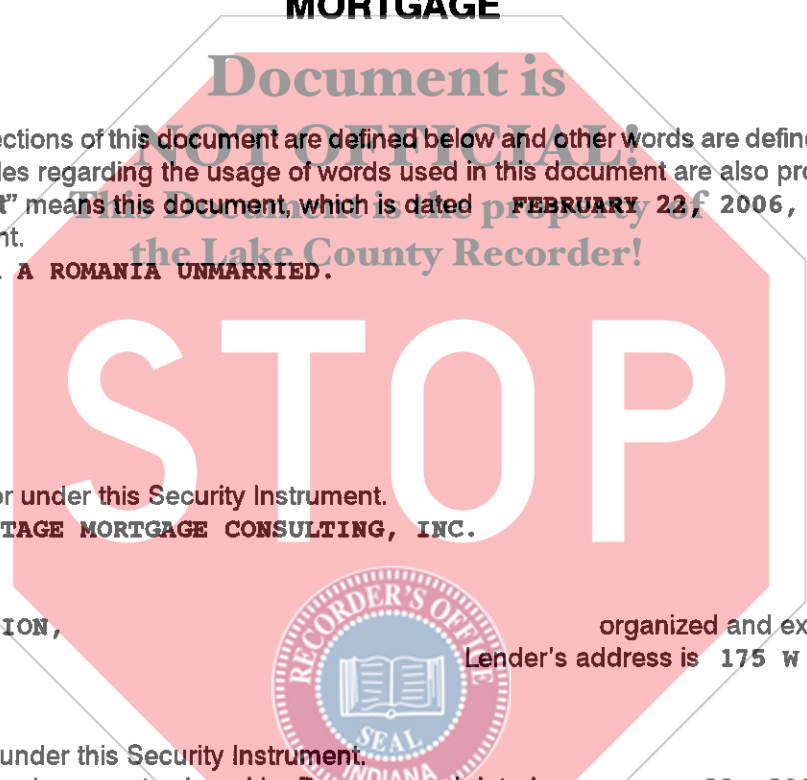 MORTGAGE
Document is
ections of this document are defined below and other words are define
NOT OFFICIAL!
les regarding the usage of words used in this document are also pro
t” means this document, which is dated FEBRUARY 22, 2006,
This Document is the property of
nt.
the Lake County Recorder!
A ROMANIA UNMARRIED.
STOP
or under this Security Instrument.
TAGE MORTGAGE CONSULTING, INC.
RECORDER'S OFFICE
ION, organized and ex
Lender's address is 175 W
SEAL
INDIANA
under this Security Instrument.